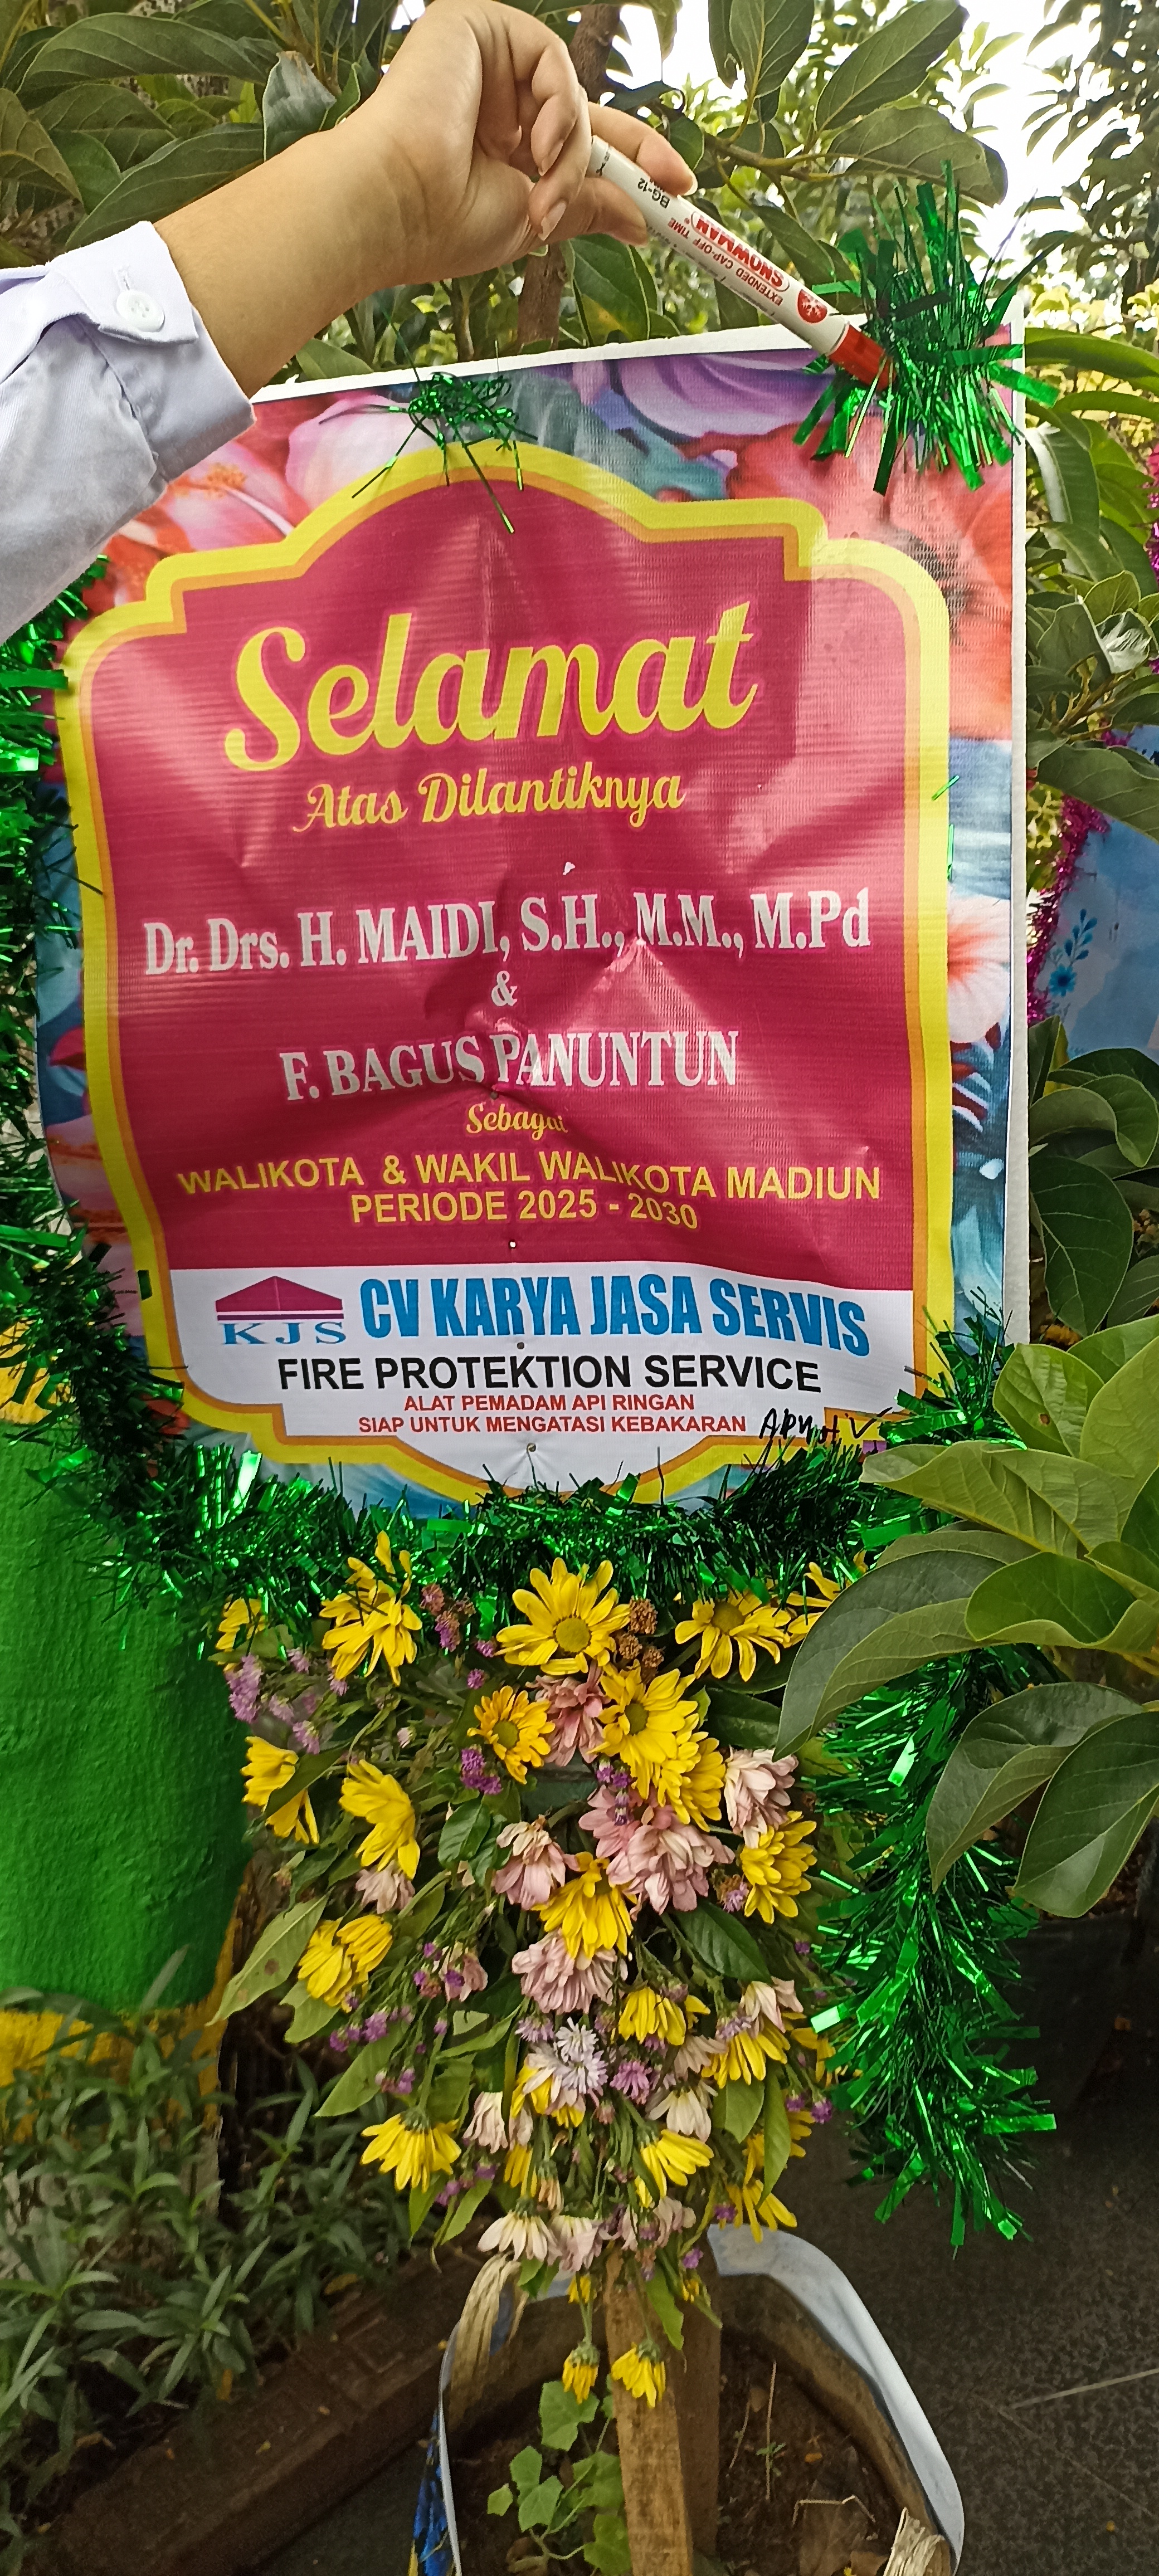 BG-12
SNOWMAN
EXTENDED CAP-OFF TIME
Selamat
Atas Dilantiknya
Dr. Drs. H. MAIDI, S.H., M.M., M.Pd
&
F. BAGUS PANUNTUN
Sebagai
WALIKOTA & WAKIL WALIKOTA MADIUN
PERIODE 2025 - 2030
KJS CV KARYA JASA SERVIS
FIRE PROTEKTION SERVICE
ALAT PEMADAM API RINGAN
SIAP UNTUK MENGATASI KEBAKARAN